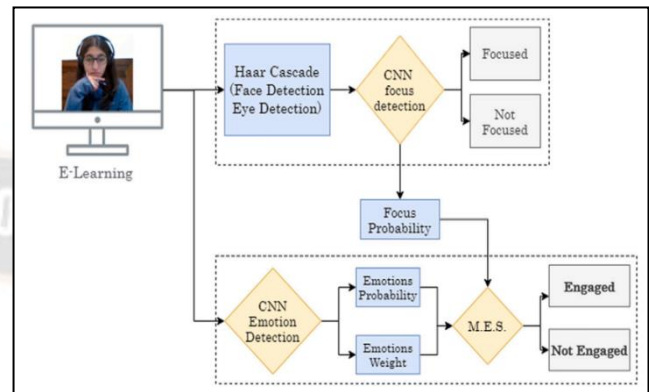 E-Learning
Haar Cascade
(Face Detection
Eye Detection)
CNN
focus
detection
Focused
Not
Focused
Focus
Probability
CNN
Emotion
Detection
Emotions
Probability
Emotions
Weight
M.E.S.
Engaged
Not Engaged